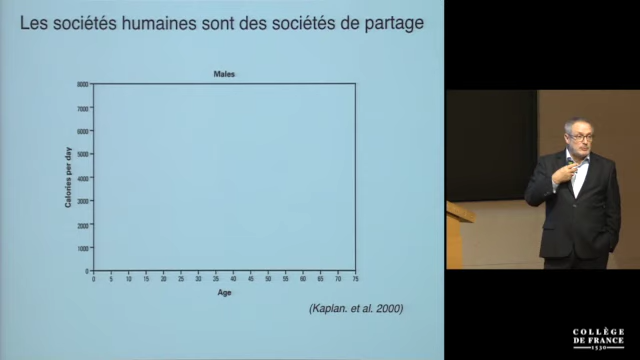 Les sociétés humaines sont des sociétés de partage
Males
8000
7000
6000
5000
4000
3000
2000
1000
0
Calories per day
0 5 10 15 20 25 30 35 40 45 50 55 60 65 70 75
Age
(Kaplan. et al. 2000)
COLLÈGE
DE FRANCE
1530